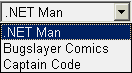 .NET Man
.NET Man
Bugslayer Comics
Captain Code